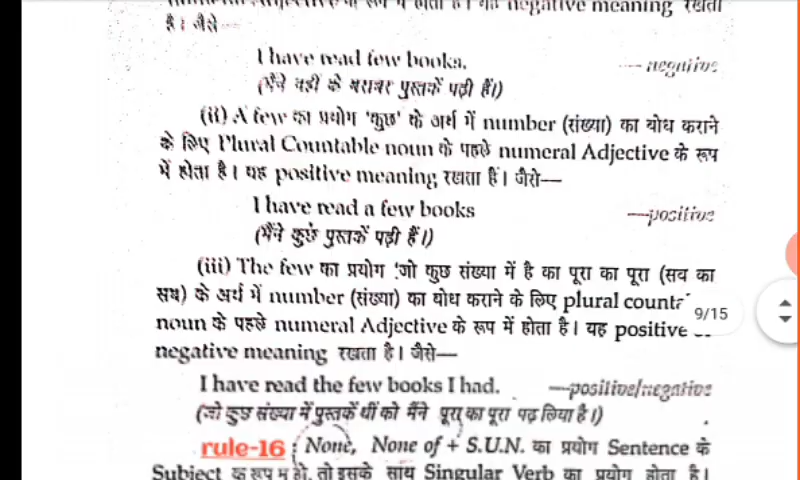 negative meaning रखता
है। जैसे—
I have read few books. — negative
(मैंने नहीं के बराबर पुस्तकें पढ़ी हैं।)
(ii) A few का प्रयोग 'कुछ' के अर्थ में number (संख्या) का बोध कराने
के लिए Plural Countable noun के पहले numeral Adjective के रूप
में होता है। यह positive meaning रखता हैं। जैसे—
I have read a few books —positive
(मैंने कुछ पुस्तकें पढ़ी हैं।)
(iii) The few का प्रयोग 'जो कुछ संख्या में है का पूरा का पूरा (सब का
सब) के अर्थ में number (संख्या) का बोध कराने के लिए plural
9/15
noun के पहले numeral Adjective के रूप में होता है। यह positive
negative meaning रखता है। जैसे—
I have read the few books I had. —positive/negative
(जो कुछ संख्या में पुस्तकें थीं को मैंने पूरा का पूरा पढ़ लिया है।)
rule-16 : None, None of + S.U.N. का प्रयोग Sentence के
Subject के रूप में हो, तो इसके साथ Singular Verb का प्रयोग होता है।